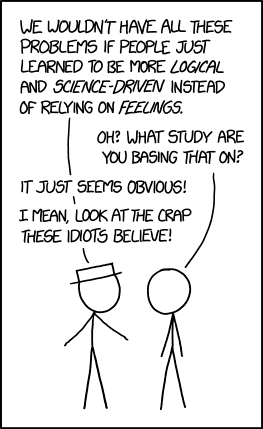 WE WOULDN'T HAVE ALL THESE
PROBLEMS IF PEOPLE JUST
LEARNED TO BE MORE LOGICAL
AND SCIENCE-DRIVEN INSTEAD
OF RELYING ON FEELINGS.
OH? WHAT STUDY ARE
YOU BASING THAT ON?
IT JUST SEEMS OBVIOUS!
I MEAN, LOOK AT THE CRAP
THESE IDIOTS BELIEVE!